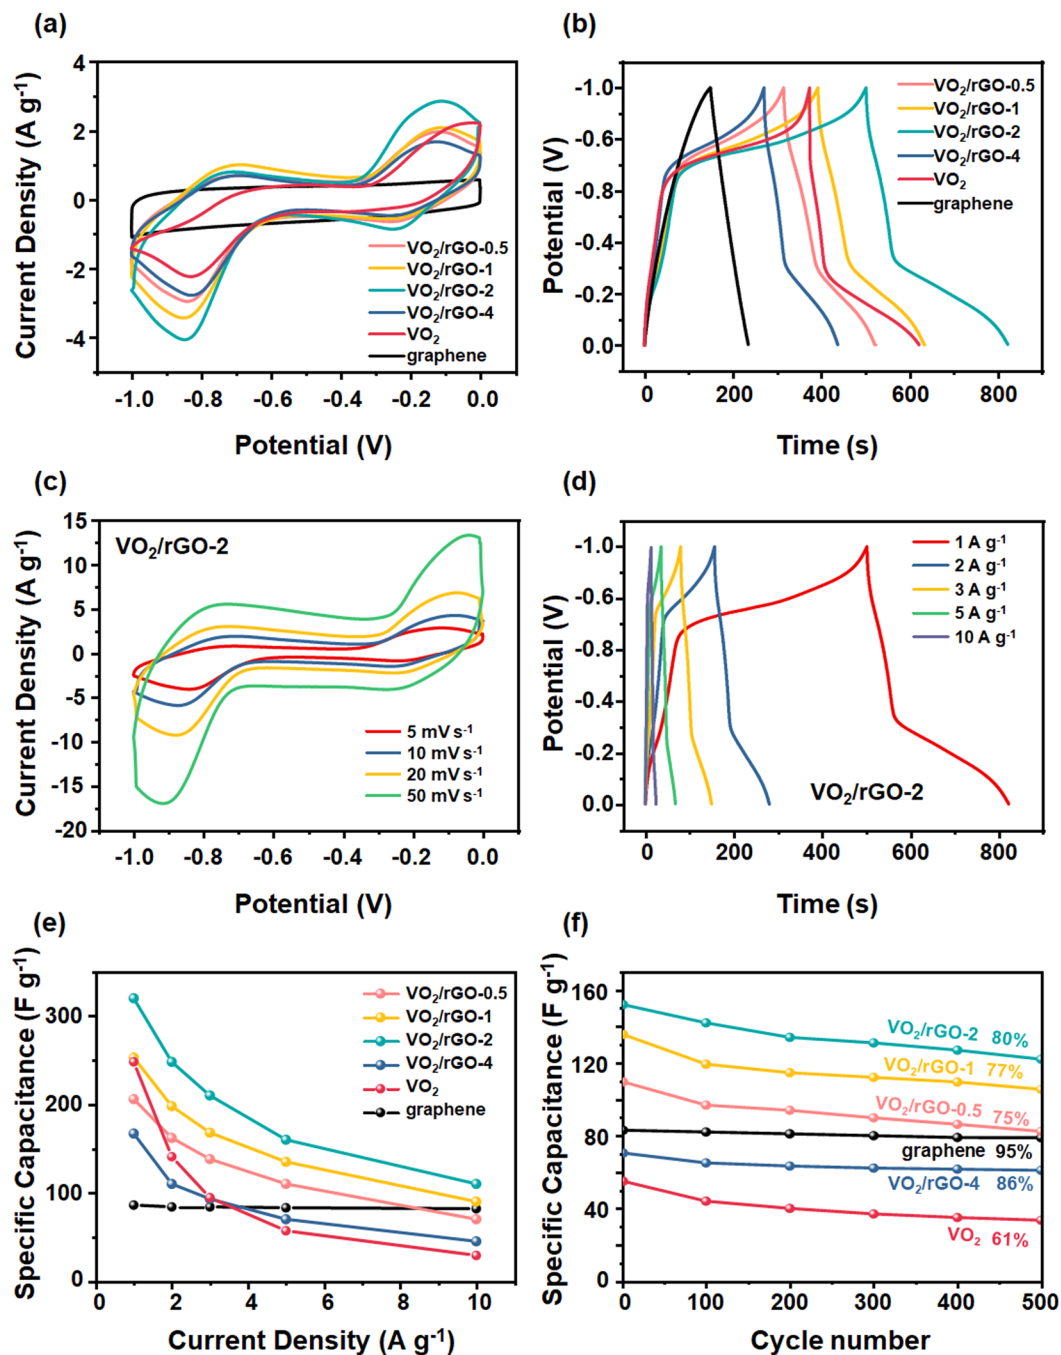 (a)
4
2
0
-2
-4
Current Density (A g⁻¹)
VO₂/rGO-0.5
VO₂/rGO-1
VO₂/rGO-2
VO₂/rGO-4
VO₂
graphene
-1.0 -0.8 -0.6 -0.4 -0.2 0.0
Potential (V)
(b)
-1.0
-0.6
-0.8
-0.4
-0.2
0.0
Potential (V)
VO₂/rGO-0.5
VO₂/rGO-1
VO₂/rGO-2
VO₂/rGO-4
VO₂
graphene
0 200 400 600 800
Time (s)
(c)
15
10
5
0
-5
-10
-15
-20
Current Density (A g⁻¹)
VO₂/rGO-2
5 mV s⁻¹
10 mV s⁻¹
20 mV s⁻¹
50 mV s⁻¹
-1.0 -0.8 -0.6 -0.4 -0.2 0.0
Potential (V)
(d)
-1.0
-0.6
-0.8
-0.4
-0.2
0.0
Potential (V)
1 A g⁻¹
2 A g⁻¹
3 A g⁻¹
5 A g⁻¹
10 A g⁻¹
VO₂/rGO-2
0 200 400 600 800
Time (s)
(e)
300
200
100
0
Specific Capacitance (F g⁻¹)
VO₂/rGO-0.5
VO₂/rGO-1
VO₂/rGO-2
VO₂/rGO-4
VO₂
graphene
0 2 4 6 8 10
Current Density (A g⁻¹)
(f)
160
120
80
40
0
Specific Capacitance (F g⁻¹)
VO₂/rGO-2 80%
VO₂/rGO-1 77%
VO₂/rGO-0.5 75%
graphene 95%
VO₂/rGO-4 86%
VO₂ 61%
0 100 200 300 400 500
Cycle number